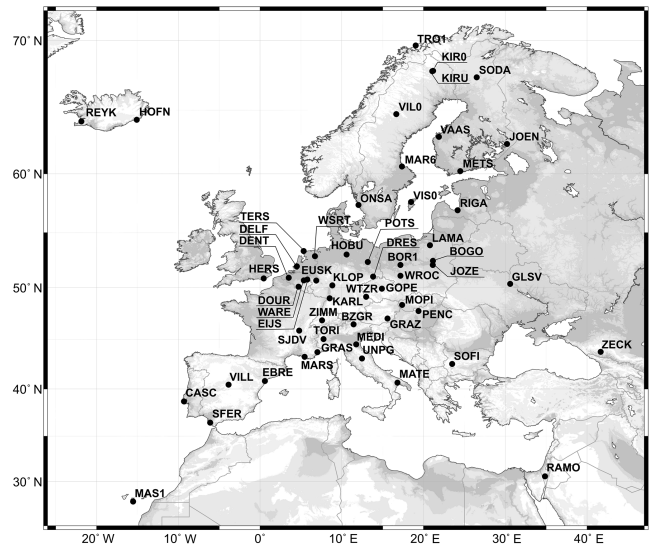 70° N
TRO1
KIR0
KIRU
SODA
REYK
HOFN
VIL0
VAAS
JOEN
60° N
MAR6
METS
ONSA
VIS0
RIGA
TERS
WSRT
POTS
DELF
DENT
HOBU
DRES
LAMA
BOR1
BOGO
HERS
EUSK
KLOP
WROC
JOZE
50° N
WTZR
GOPE
GLSV
DOUR
KARL
MOPI
WARE
ZIMM
PENC
EIJS
BZGR
GRAZ
TORI
MEDI
SJDV
GRAS
UNPG
ZECK
MARS
SOFI
VILL
EBRE
MATE
40° N
CASC
SFER
RAMO
30° N
MAS1
20° W
10° W
0°
10° E
20° E
30° E
40° E